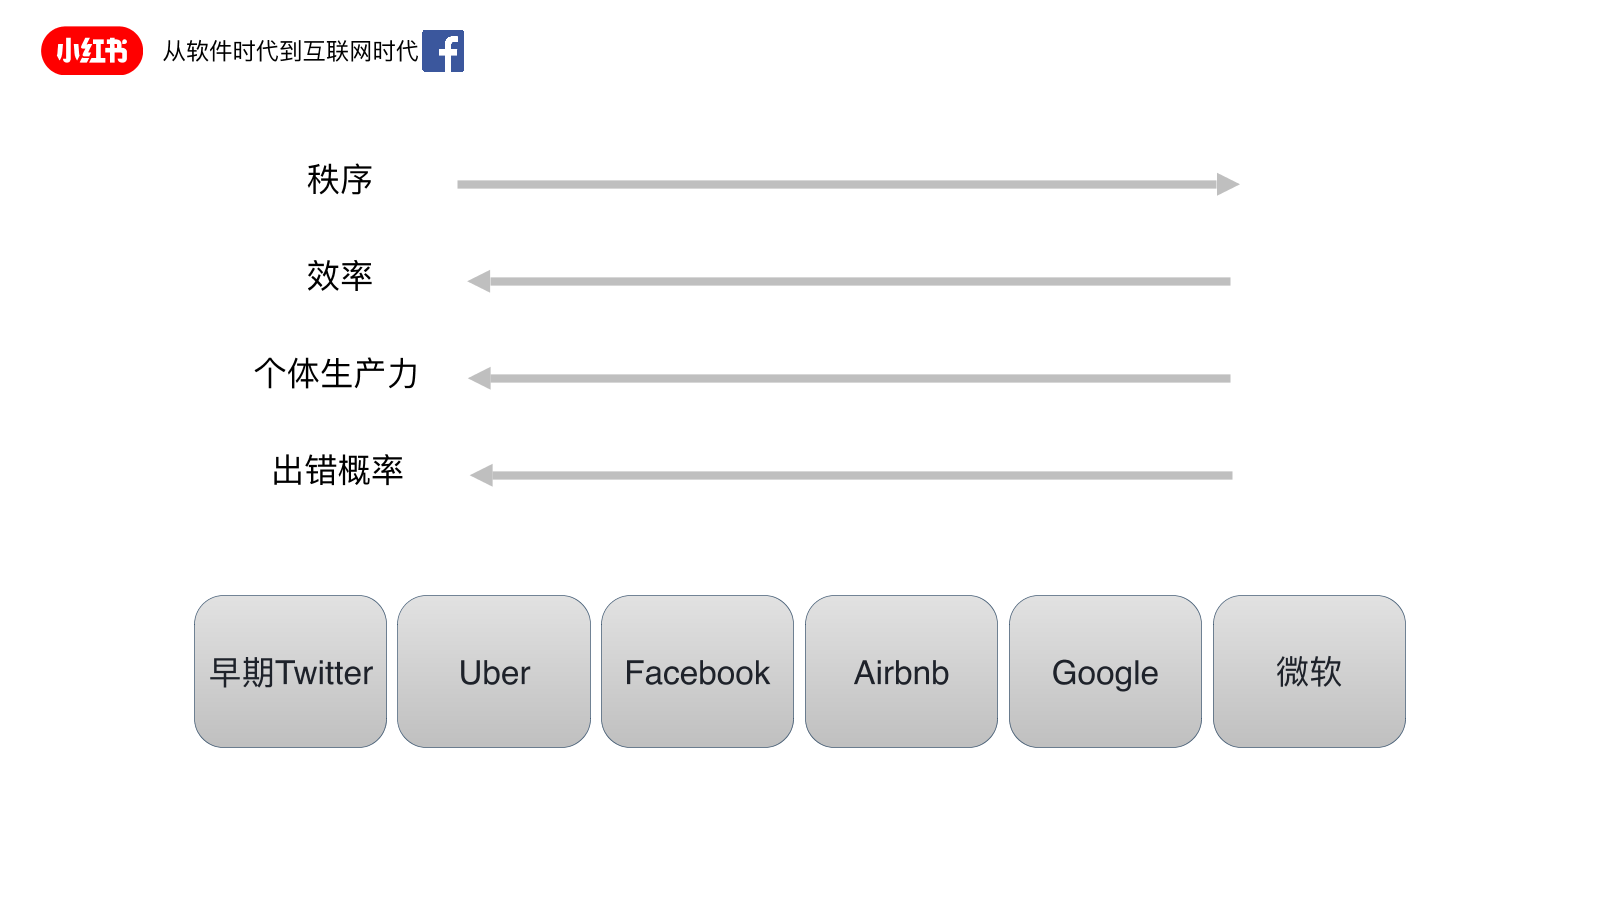 小红书 从软件时代到互联网时代 f
秩序
效率
个体生产力
出错概率
早期Twitter Uber Facebook Airbnb Google 微软